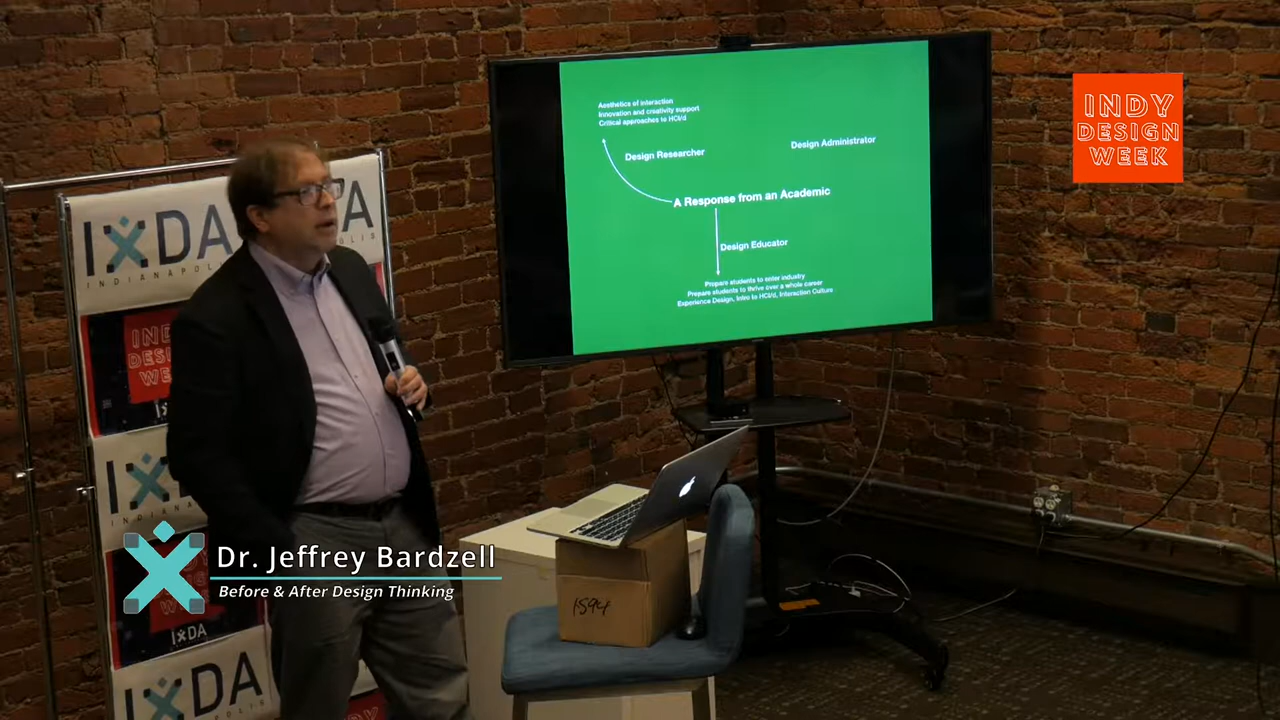 INDY
DESIGN
WEEK
Aesthetics of Interaction
Innovation and creativity support
Critical approaches to HCI/d
Design Researcher
Design Administrator
A Response from an Academic
Design Educator
Prepare students to enter industry
Prepare students to thrive over a whole career
Experience Design, Intro to HCI/d, Interaction Culture
IXDA
INDIANAPOLIS
IXDA
1594
Dr. Jeffrey Bardzell
Before & After Design Thinking